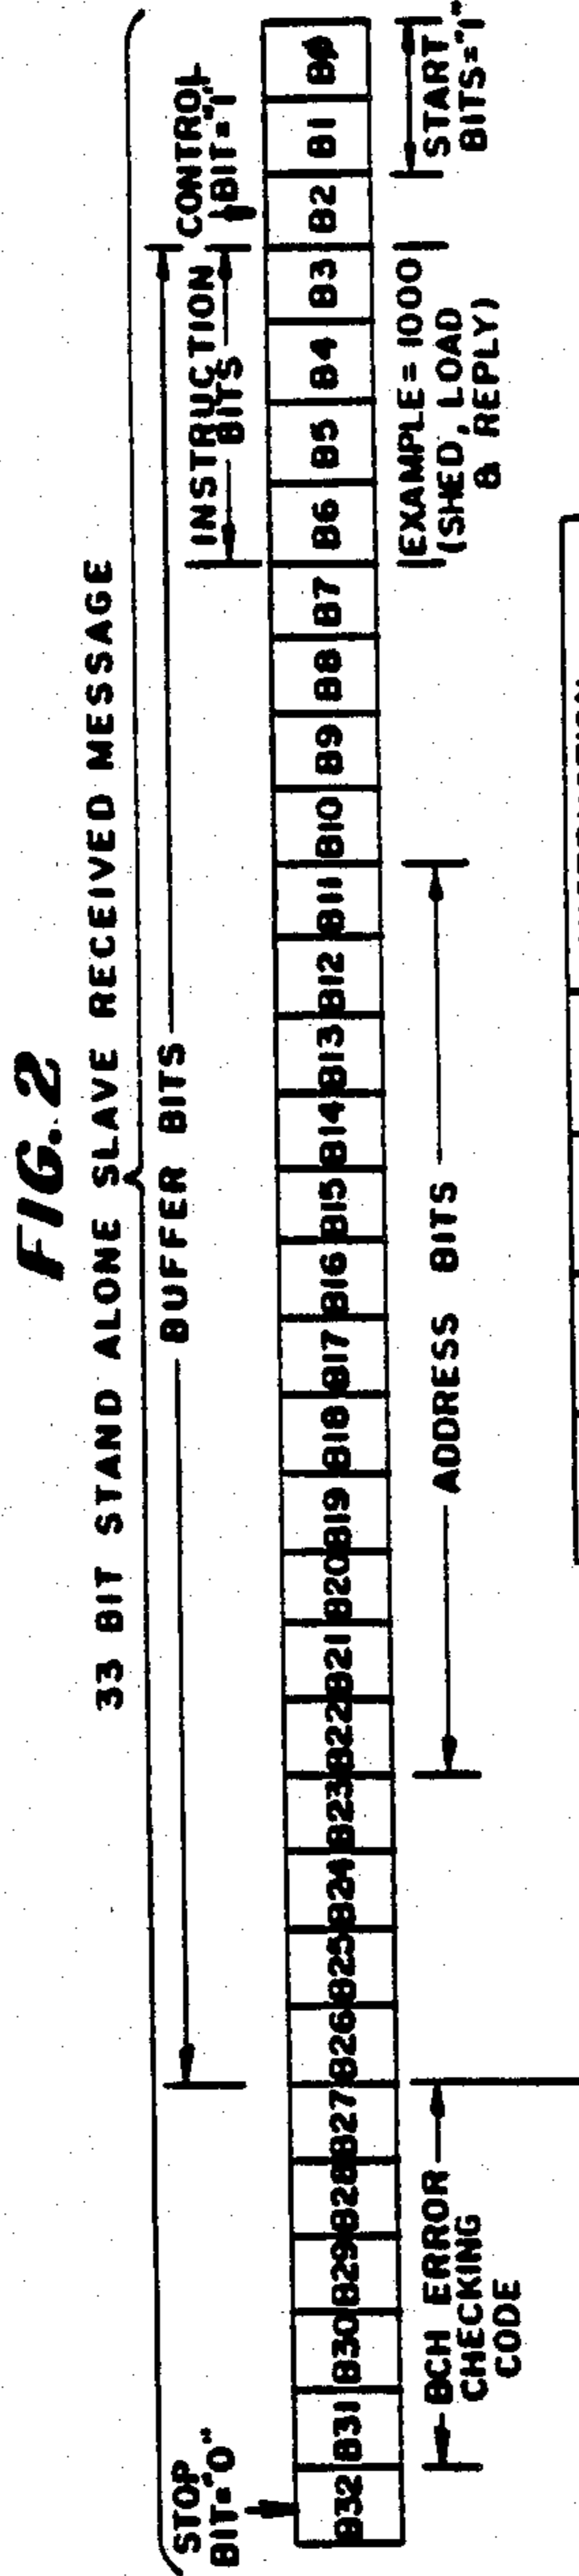 FIG. 2
33 BIT STAND ALONE SLAVE RECEIVED MESSAGE
STOP
BIT="0"
BUFFER BITS
INSTRUCTION
BITS
CONTROL
BIT="1"
B32 B31 B30 B29 B28 B27 B26 B25 B24 B23 B22 B21 B20 B19 B18 B17 B16 B15 B14 B13 B12 B11 B10 B9 B8 B7 B6 B5 B4 B3 B2 B1 BØ
BCH ERROR
CHECKING
CODE
ADDRESS BITS
EXAMPLE=1000
(SHED, LOAD
& REPLY)
START
BITS="1"